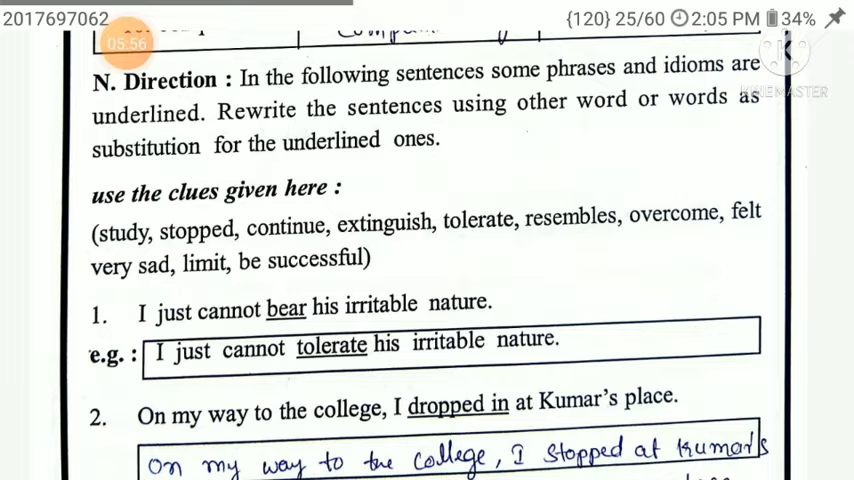 2017697062 {120} 25/60 2:05 PM 34%
05:56
KINEMASTER
N. Direction : In the following sentences some phrases and idioms are
underlined. Rewrite the sentences using other word or words as
substitution for the underlined ones.
use the clues given here :
(study, stopped, continue, extinguish, tolerate, resembles, overcome, felt
very sad, limit, be successful)
1. I just cannot bear his irritable nature.
e.g. : I just cannot tolerate his irritable nature.
2. On my way to the college, I dropped in at Kumar's place.
On my way to the college, I stopped at Kumar's